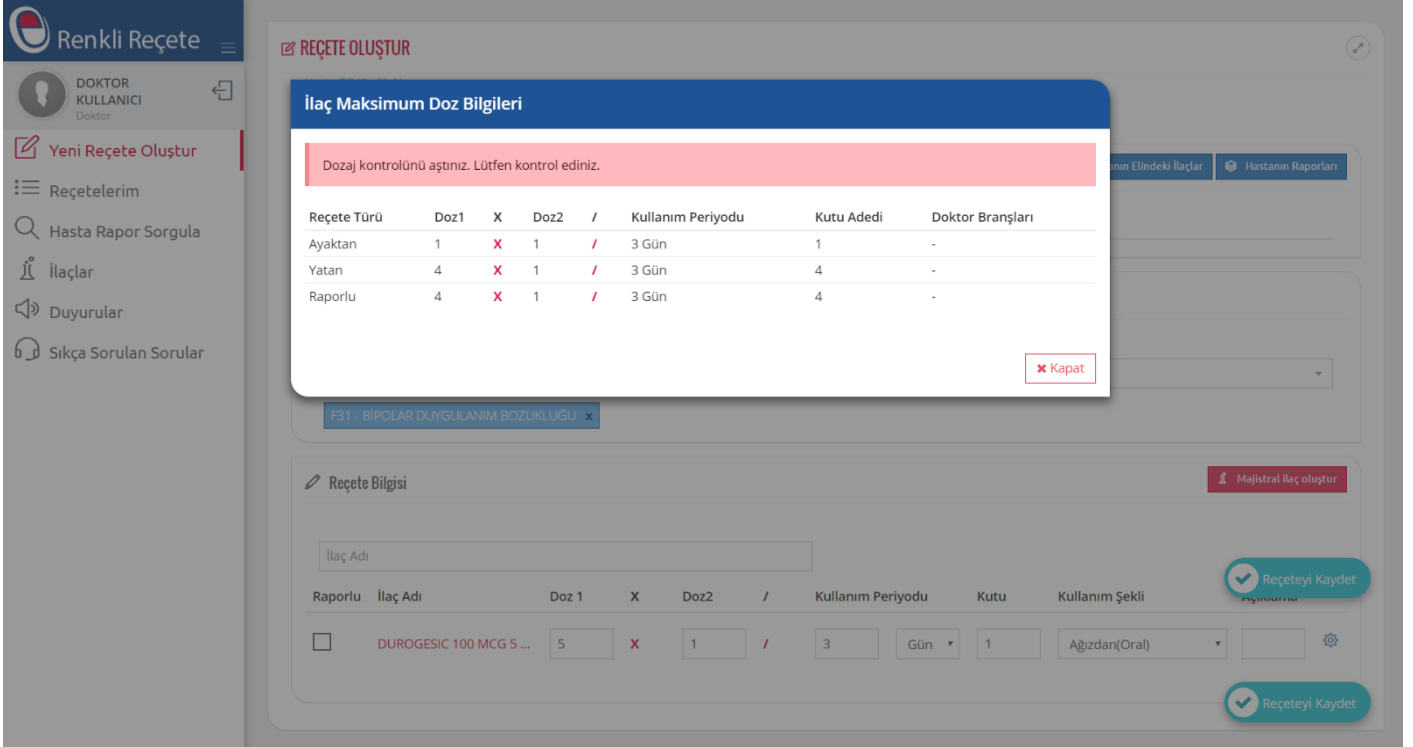 Renkli Reçete
DOKTOR
KULLANICI
Doktor
Yeni Reçete Oluştur
Reçetelerim
Hasta Rapor Sorgula
İlaçlar
Duyurular
Sıkça Sorulan Sorular
REÇETE OLUŞTUR
İlaç Maksimum Doz Bilgileri
Dozaj kontrolünü aştınız. Lütfen kontrol ediniz.
Reçete Türü Doz1 X Doz2 / Kullanım Periyodu Kutu Adedi Doktor Branşları
Ayaktan 1 X 1 / 3 Gün 1 -
Yatan 4 X 1 / 3 Gün 4 -
Raporlu 4 X 1 / 3 Gün 4 -
Kapat
Elindeki İlaçlar
Hastanın Raporları
F31 - BİPOLAR DUYGULANIM BOZUKLUĞU x
Reçete Bilgisi
Majistral ilaç oluştur
İlaç Adı
Reçeteyi Kaydet
Raporlu İlaç Adı Doz 1 X Doz2 / Kullanım Periyodu Kutu Kullanım Şekli
DUROGESIC 100 MCG 5 ... 5 X 1 / 3 Gün 1 Ağızdan(Oral)
Reçeteyi Kaydet